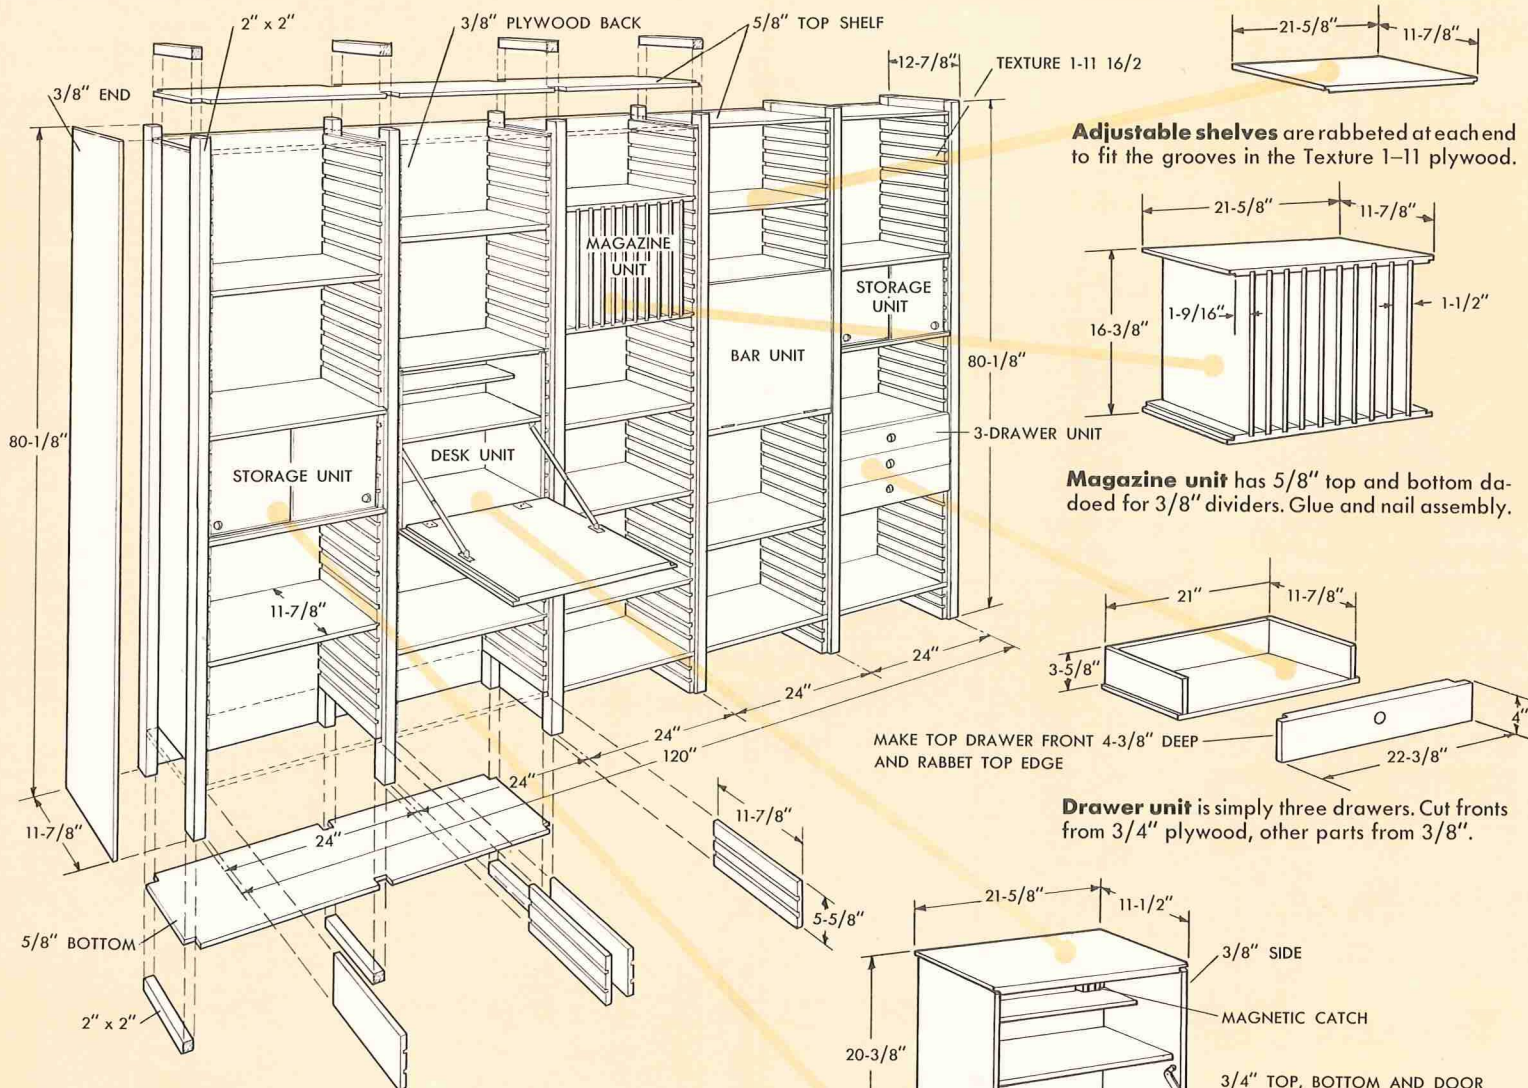 2" x 2"
3/8" PLYWOOD BACK
5/8" TOP SHELF
3/8" END
12-7/8"
TEXTURE 1-11 16/2
80-1/8"
MAGAZINE
UNIT
STORAGE
UNIT
BAR UNIT
80-1/8"
3-DRAWER UNIT
DESK UNIT
STORAGE UNIT
11-7/8"
24"
24"
24"
120"
24"
24"
11-7/8"
11-7/8"
5-5/8"
5/8" BOTTOM
2" x 2"
21-5/8"
11-7/8"
Adjustable shelves are rabbeted at each end
to fit the grooves in the Texture 1–11 plywood.
21-5/8"
11-7/8"
16-3/8"
1-9/16"
1-1/2"
Magazine unit has 5/8" top and bottom da-
doed for 3/8" dividers. Glue and nail assembly.
21"
11-7/8"
3-5/8"
4"
22-3/8"
MAKE TOP DRAWER FRONT 4-3/8" DEEP
AND RABBET TOP EDGE
Drawer unit is simply three drawers. Cut fronts
from 3/4" plywood, other parts from 3/8".
21-5/8"
11-1/2"
3/8" SIDE
MAGNETIC CATCH
20-3/8"
3/4" TOP, BOTTOM AND DOOR